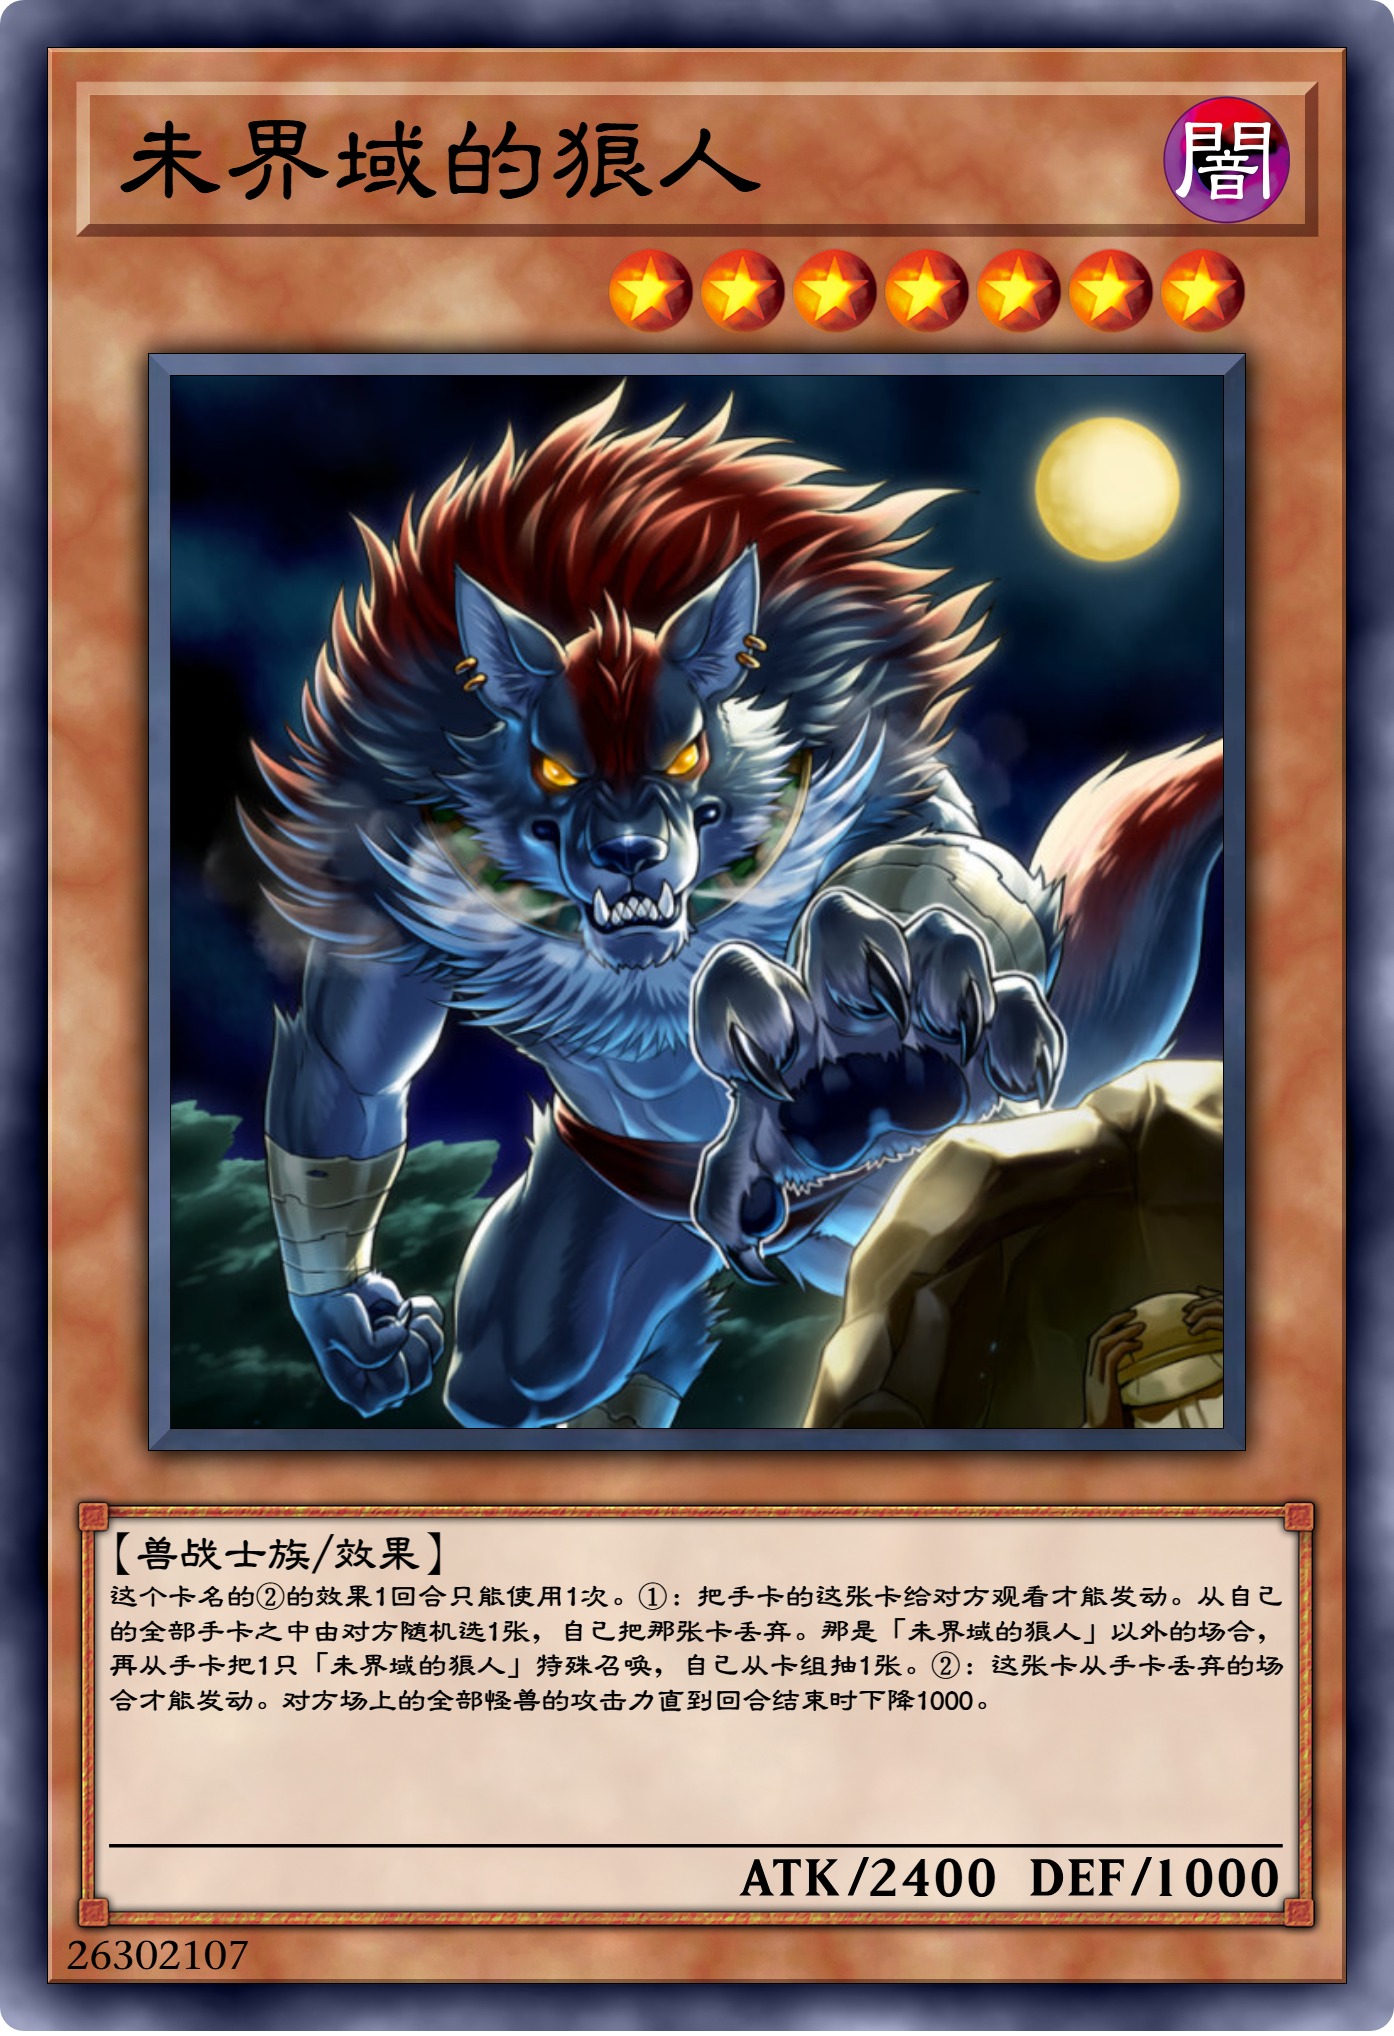 未界域的狼人
闇
【兽战士族/效果】
这个卡名的②的效果1回合只能使用1次。①：把手卡的这张卡给对方观看才能发动。从自己
的全部手卡之中由对方随机选1张，自己把那张卡丢弃。那是「未界域的狼人」以外的场合，
再从手卡把1只「未界域的狼人」特殊召唤，自己从卡组抽1张。②：这张卡从手卡丢弃的场
合才能发动。对方场上的全部怪兽的攻击力直到回合结束时下降1000。
ATK/2400 DEF/1000
26302107